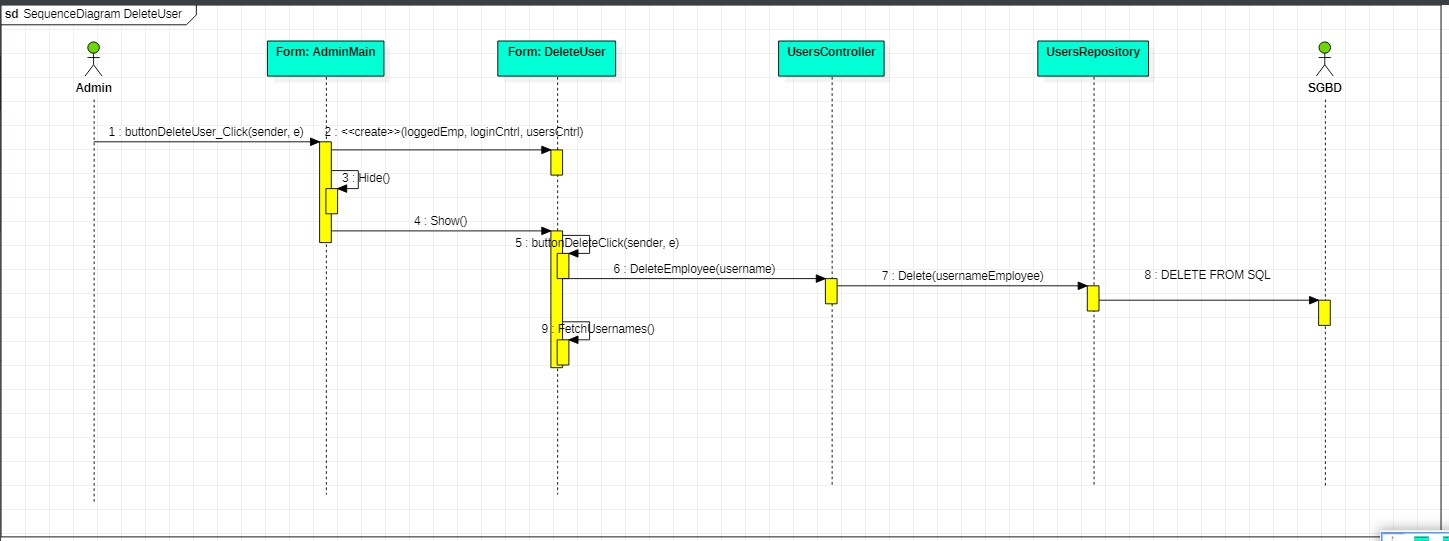 sd SequenceDiagram DeleteUser
Form: AdminMain
Form: DeleteUser
UsersController
UsersRepository
Admin
SGBD
1 : buttonDeleteUser_Click(sender, e)
2 : <<create>>(loggedEmp, loginCntrl, usersCntrl)
3 : Hide()
4 : Show()
5 : buttonDeleteClick(sender, e)
6 : DeleteEmployee(username)
7 : Delete(usernameEmployee)
8 : DELETE FROM SQL
9 : FetchUsernames()